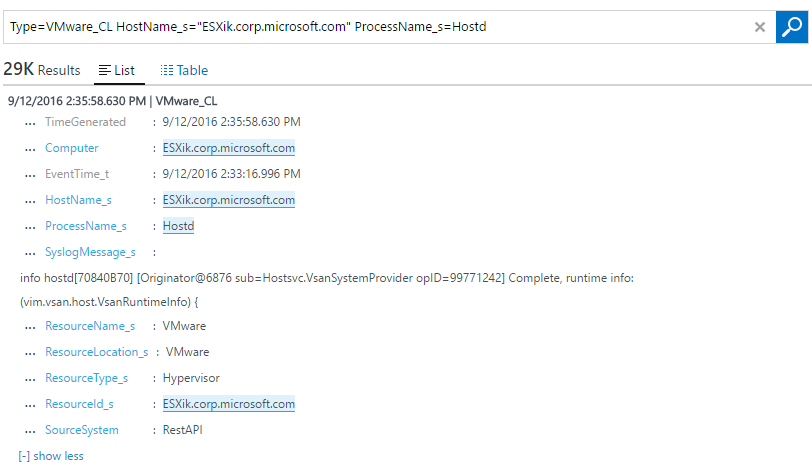 Type=VMware_CL HostName_s="ESXik.corp.microsoft.com" ProcessName_s=Hostd
29K Results List Table
9/12/2016 2:35:58.630 PM | VMware_CL
... TimeGenerated : 9/12/2016 2:35:58.630 PM
... Computer : ESXik.corp.microsoft.com
... EventTime_t : 9/12/2016 2:33:16.996 PM
... HostName_s : ESXik.corp.microsoft.com
... ProcessName_s : Hostd
... SyslogMessage_s :
info hostd[70840B70] [Originator@6876 sub=Hostsvc.VsanSystemProvider opID=99771242] Complete, runtime info:
(vim.vsan.host.VsanRuntimeInfo) {
... ResourceName_s : VMware
... ResourceLocation_s : VMware
... ResourceType_s : Hypervisor
... ResourceId_s : ESXik.corp.microsoft.com
... SourceSystem : RestAPI
[-] show less